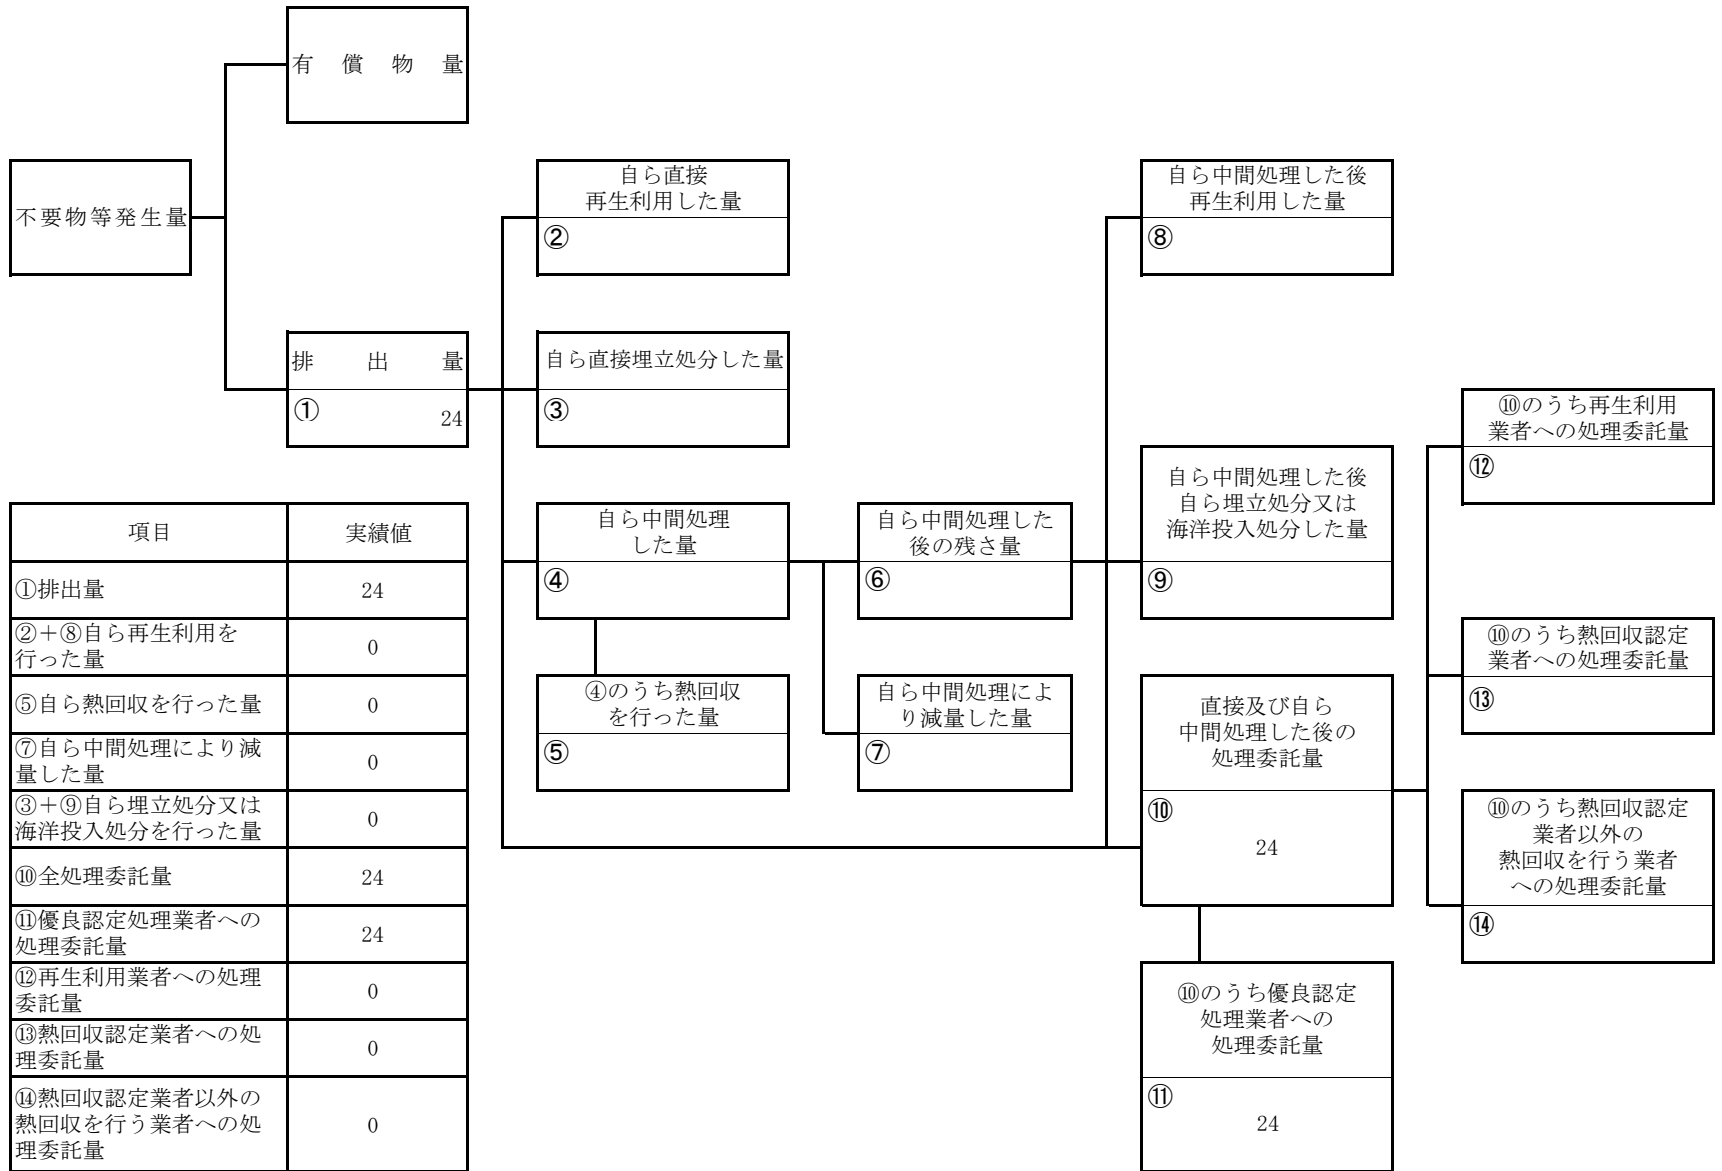 有償物量
不要物等発生量
排出量
①
24
自ら直接
再生利用した量
②
自ら直接埋立処分した量
③
自ら中間処理
した量
④
④のうち熱回収
を行った量
⑤
自ら中間処理した
後の残さ量
⑥
自ら中間処理によ
り減量した量
⑦
自ら中間処理した後
再生利用した量
⑧
自ら中間処理した後
自ら埋立処分又は
海洋投入処分した量
⑨
直接及び自ら
中間処理した後の
処理委託量
⑩
24
⑩のうち優良認定
処理業者への
処理委託量
⑪
24
⑩のうち再生利用
業者への処理委託量
⑫
⑩のうち熱回収認定
業者への処理委託量
⑬
⑩のうち熱回収認定
業者以外の
熱回収を行う業者
への処理委託量
⑭
項目 実績値
①排出量 24
②＋⑧自ら再生利用を
行った量 0
⑤自ら熱回収を行った量 0
⑦自ら中間処理により減
量した量 0
③＋⑨自ら埋立処分又は
海洋投入処分を行った量 0
⑩全処理委託量 24
⑪優良認定処理業者への
処理委託量 24
⑫再生利用業者への処理
委託量 0
⑬熱回収認定業者への処
理委託量 0
⑭熱回収認定業者以外の
熱回収を行う業者への処
理委託量 0